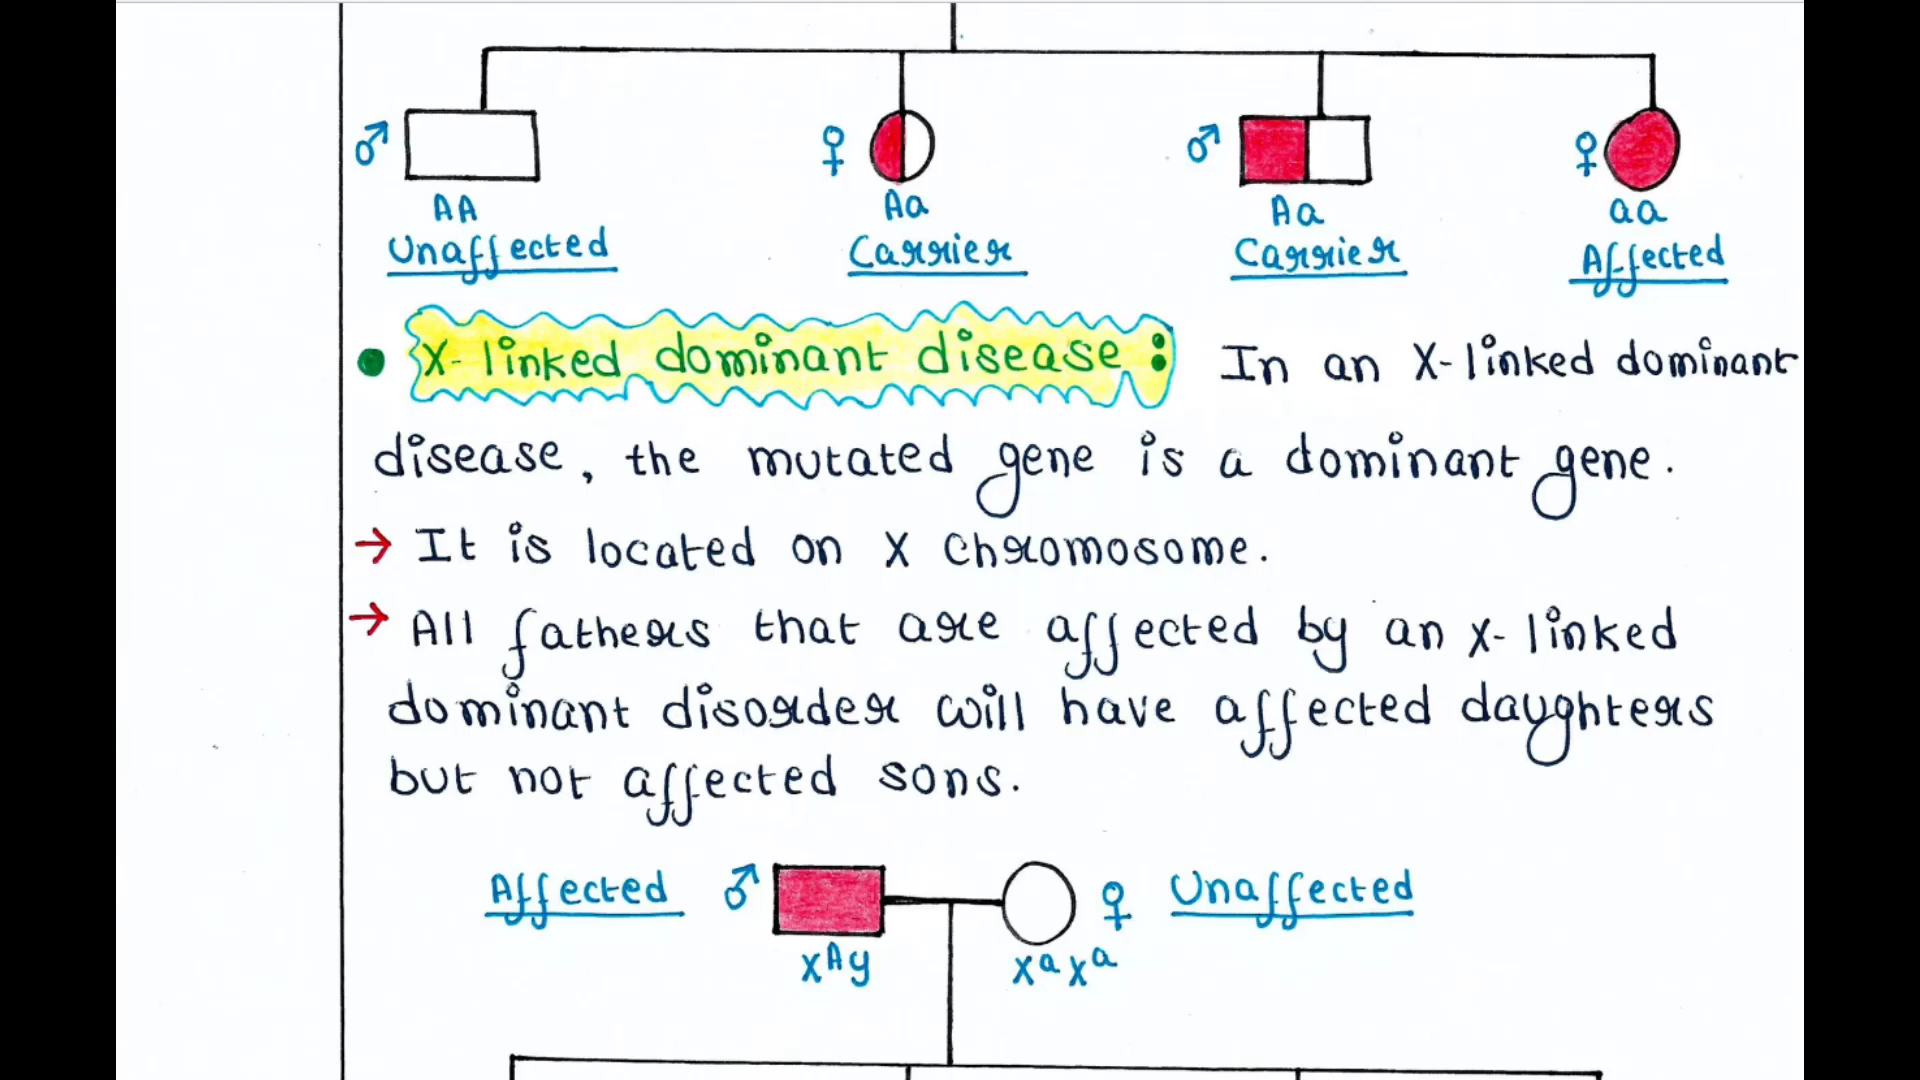 ♂ ♀ ♂ ♀
AA Aa Aa aa
Unaffected Carrier Carrier Affected
• X-linked dominant disease : In an X-linked dominant
disease, the mutated gene is a dominant gene.
→ It is located on X chromosome.
→ All fathers that are affected by an x-linked
dominant disorder will have affected daughters
but not affected sons.
Affected ♂ ♀ Unaffected
XᴬY XᵃXᵃ